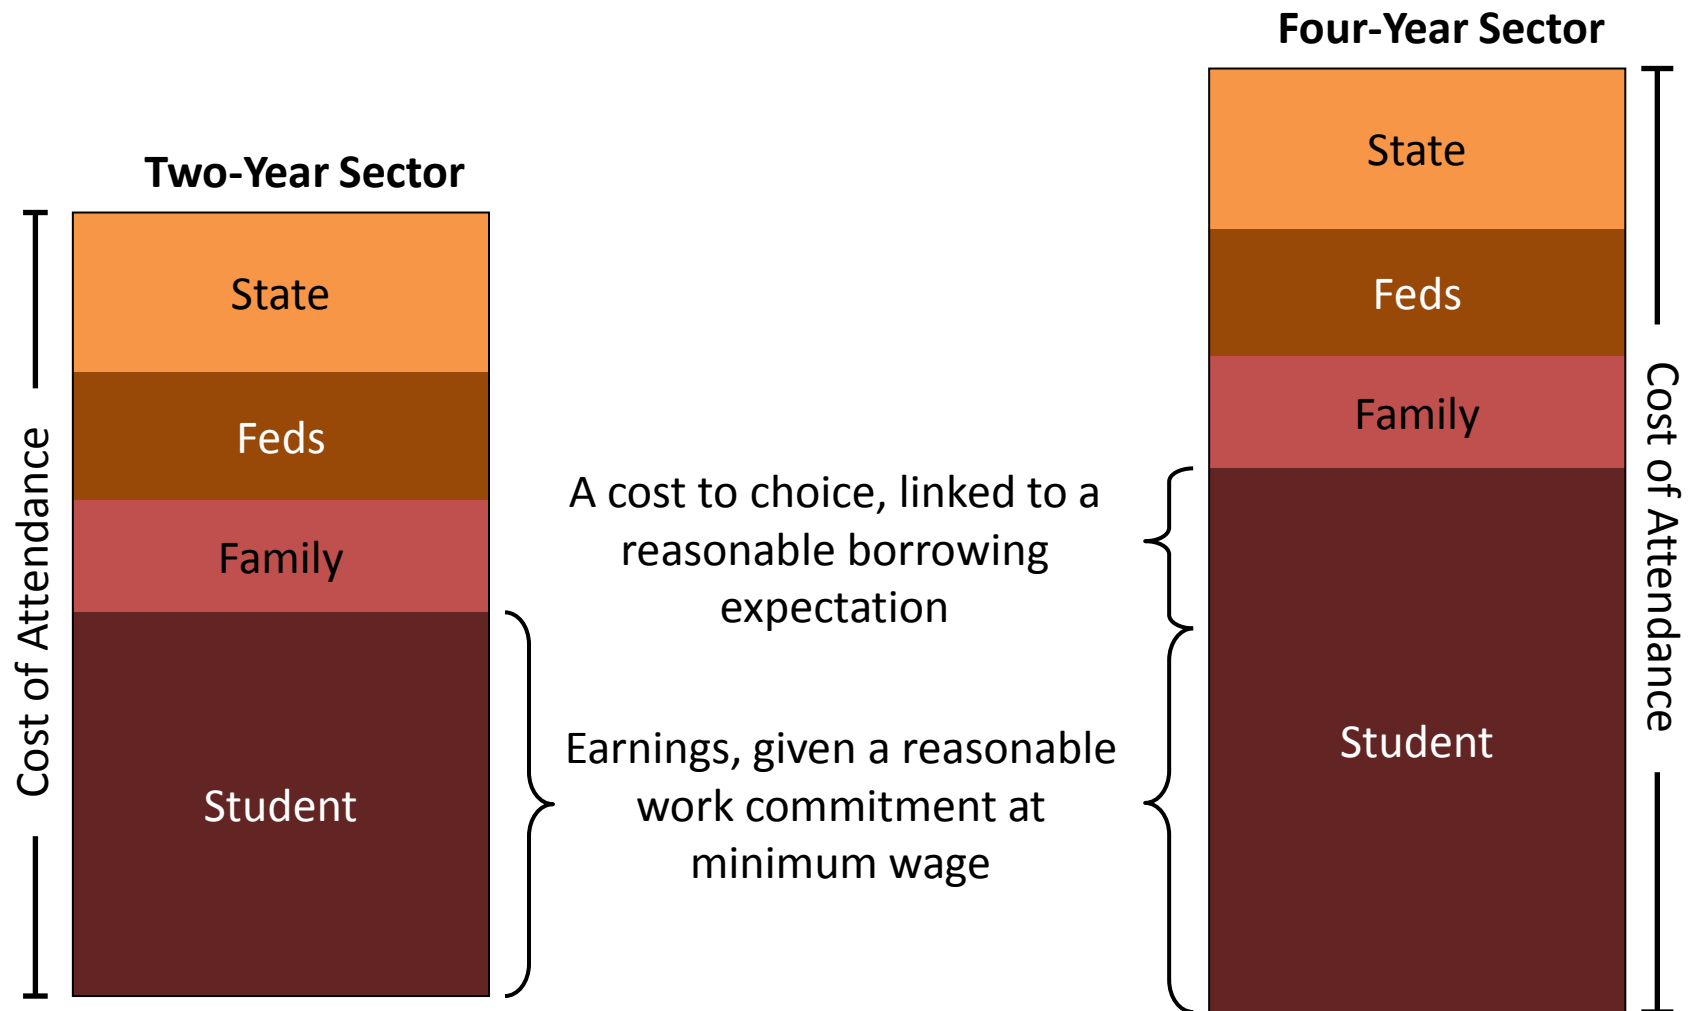 Four-Year Sector
Two-Year Sector
State
Feds
Family
Student
Cost of Attendance
A cost to choice, linked to a
reasonable borrowing
expectation
Earnings, given a reasonable
work commitment at
minimum wage
State
Feds
Family
Student
Cost of Attendance